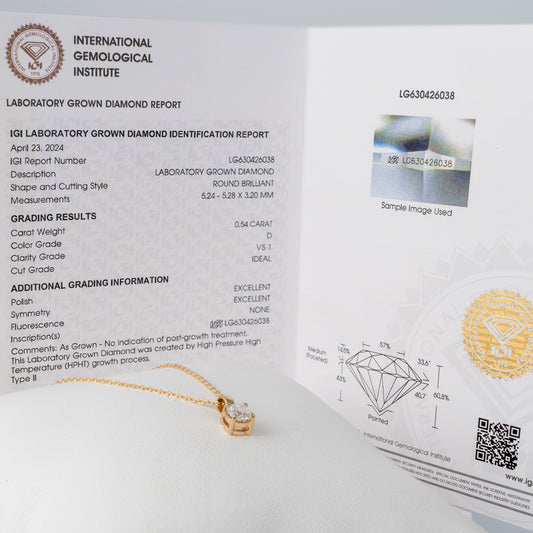 INTERNATIONAL
GEMOLOGICAL
INSTITUTE
LABORATORY GROWN DIAMOND REPORT
IGI LABORATORY GROWN DIAMOND IDENTIFICATION REPORT
April 23, 2024
IGI Report Number LG630426038
Description LABORATORY GROWN DIAMOND
Shape and Cutting Style ROUND BRILLIANT
Measurements 5.24 - 5.28 X 3.20 MM
GRADING RESULTS
Carat Weight 0.54 CARAT
Color Grade D
Clarity Grade VS 1
Cut Grade IDEAL
ADDITIONAL GRADING INFORMATION
Polish EXCELLENT
Symmetry EXCELLENT
Fluorescence NONE
Inscription(s) IGI LG630426038
Comments: As Grown - No indication of post-growth treatment.
This Laboratory Grown Diamond was created by High Pressure High
Temperature (HPHT) growth process.
Type II
LG630426038
IGI LG630426038
Sample Image Used
57%
14.5%
33.6°
Medium
(Faceted)
43%
40.7°
60.8%
Pointed
IGI
International Gemological Institute
www.ig